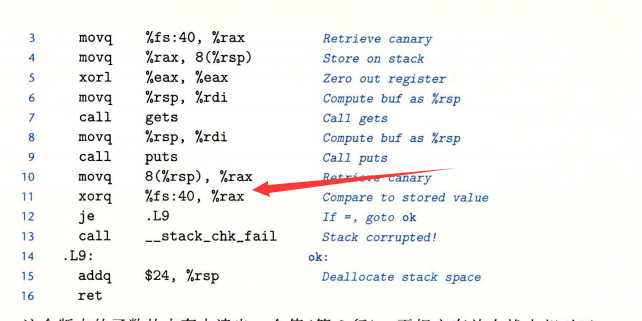 3 movq %fs:40, %rax Retrieve canary
4 movq %rax, 8(%rsp) Store on stack
5 xorl %eax, %eax Zero out register
6 movq %rsp, %rdi Compute buf as %rsp
7 call gets Call gets
8 movq %rsp, %rdi Compute buf as %rsp
9 call puts Call puts
10 movq 8(%rsp), %rax Retrieve canary
11 xorq %fs:40, %rax Compare to stored value
12 je .L9 If =, goto ok
13 call __stack_chk_fail Stack corrupted!
14 .L9: ok:
15 addq $24, %rsp Deallocate stack space
16 ret